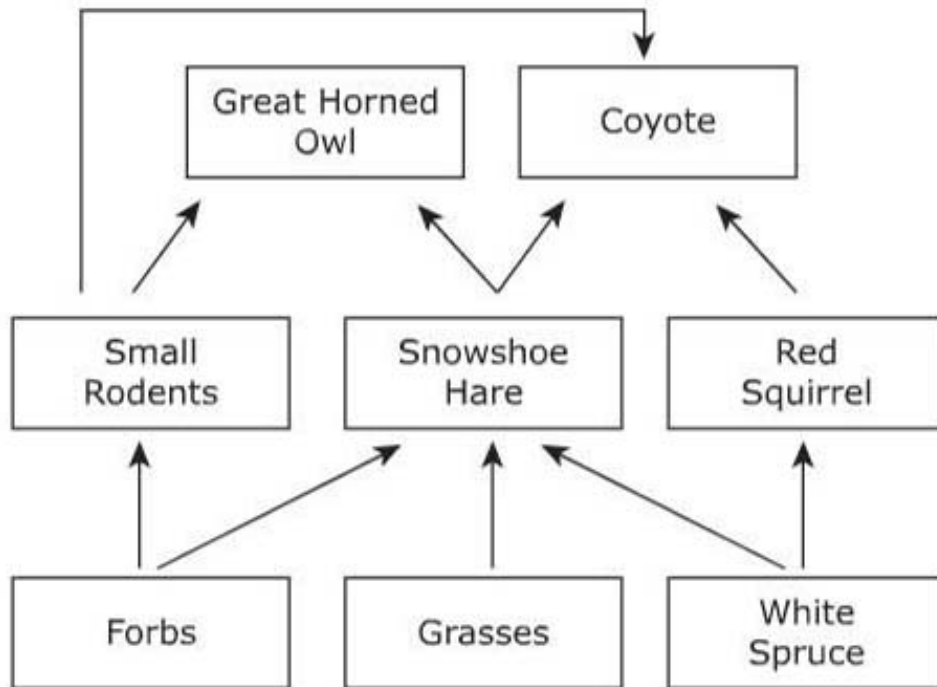 Great Horned
Owl
Coyote
Small
Rodents
Snowshoe
Hare
Red
Squirrel
Forbs
Grasses
White
Spruce